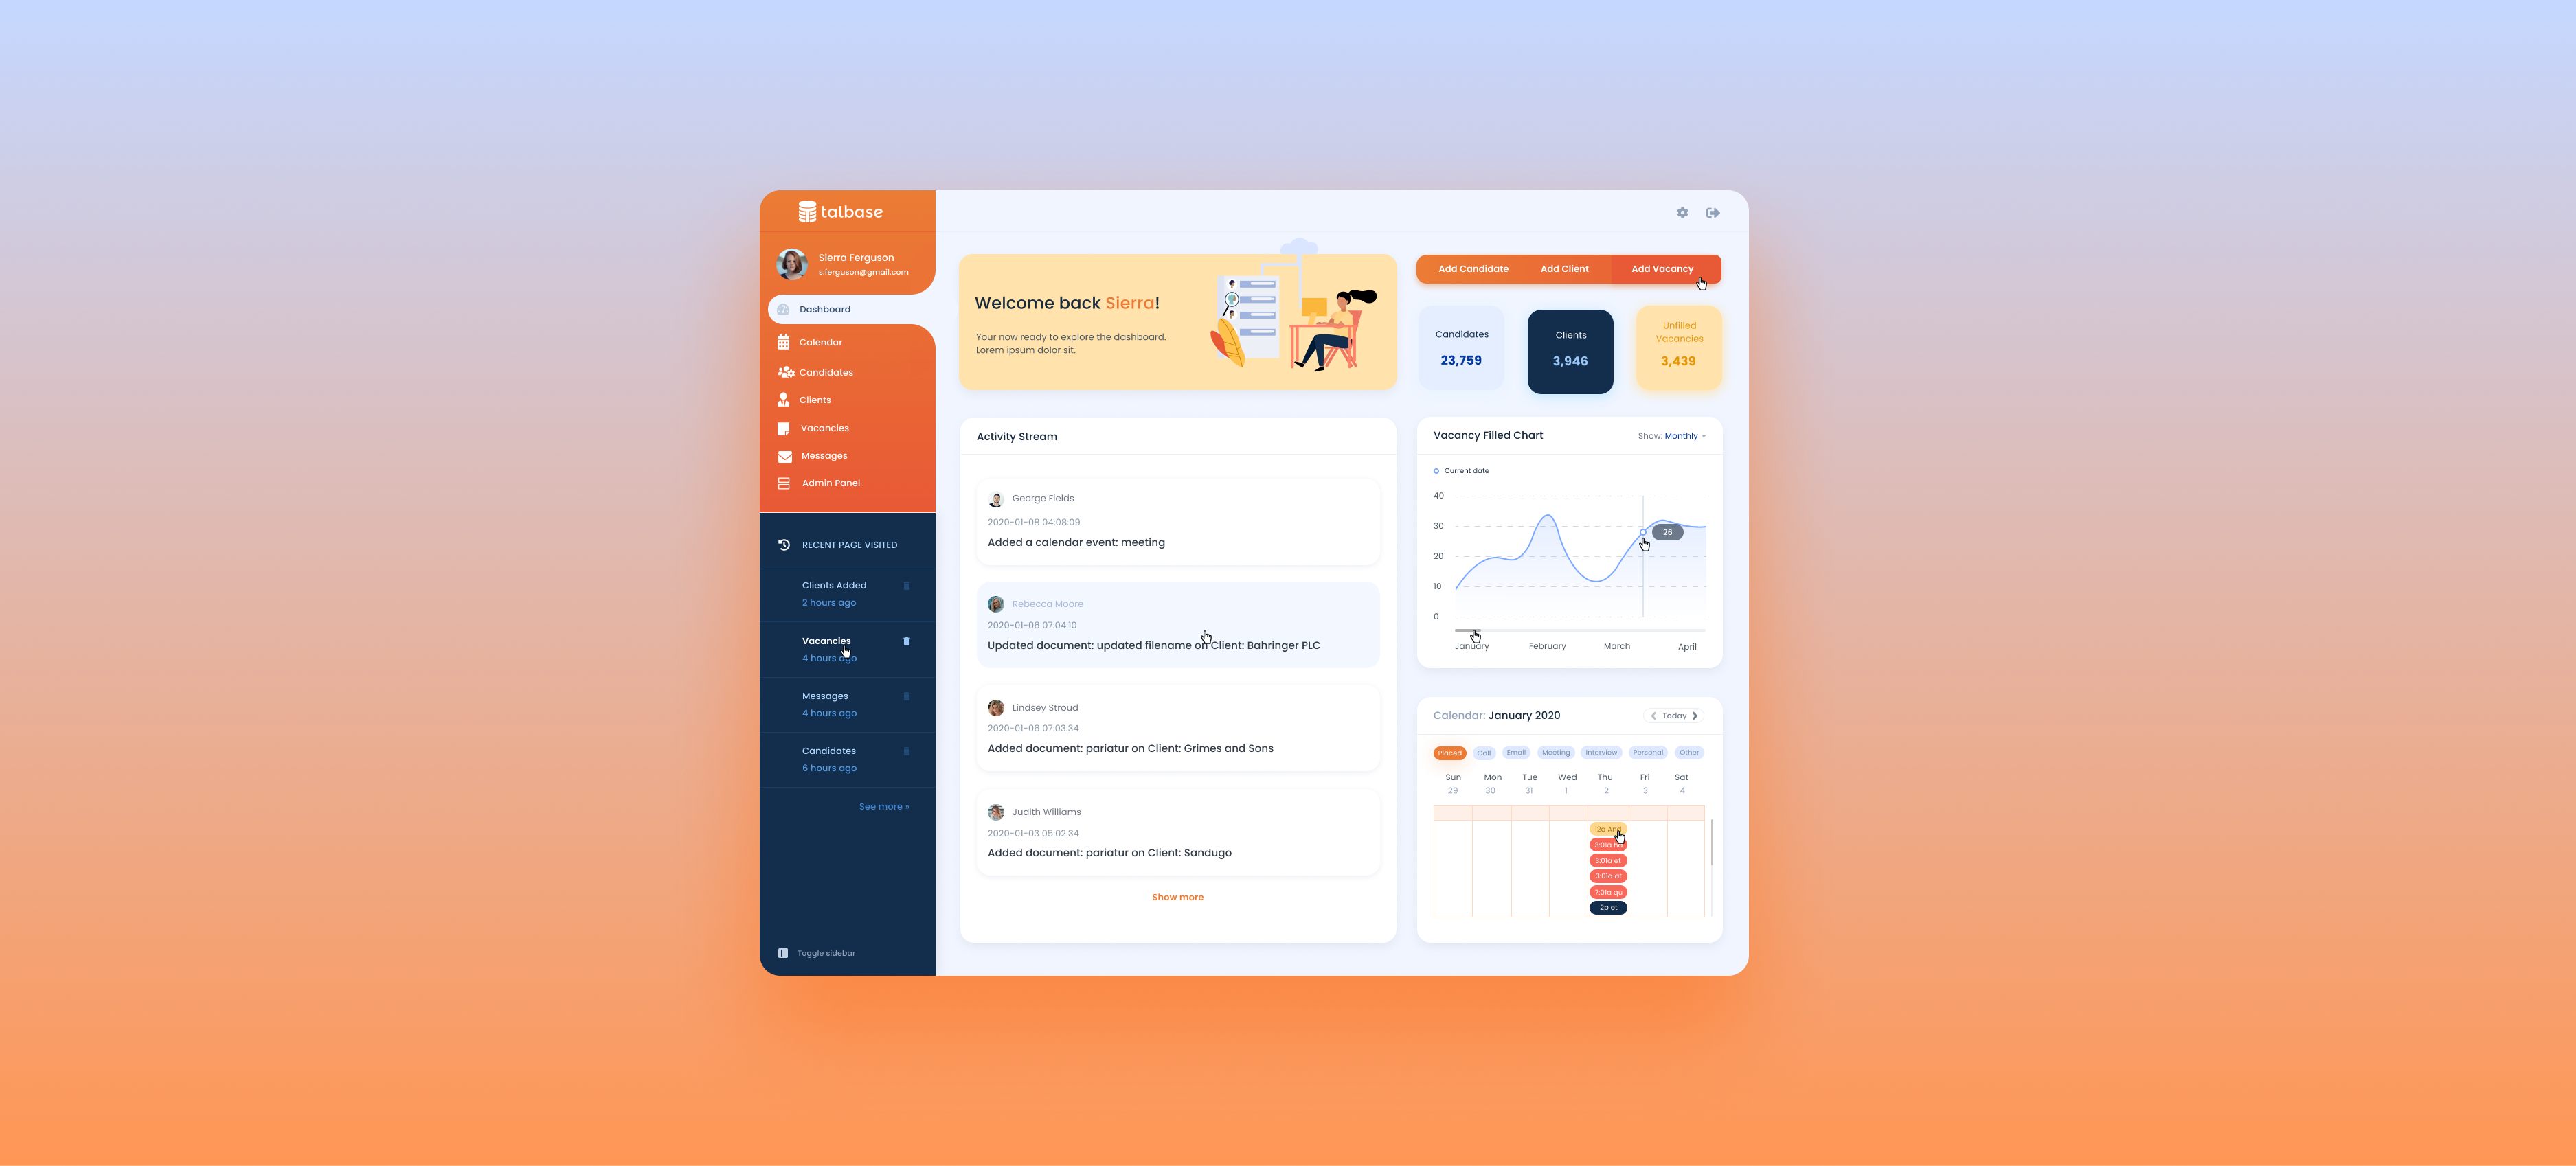 talbase
Sierra Ferguson
s.ferguson@gmail.com
Dashboard
Calendar
Candidates
Clients
Vacancies
Messages
Admin Panel
RECENT PAGE VISITED
Clients Added
2 hours ago
Vacancies
4 hours ago
Messages
4 hours ago
Candidates
6 hours ago
See more »
Toggle sidebar
Welcome back Sierra!
Your now ready to explore the dashboard.
Lorem ipsum dolor sit.
Add Candidate Add Client Add Vacancy
Candidates
23,759
Clients
3,946
Unfilled
Vacancies
3,439
Activity Stream
George Fields
2020-01-08 04:08:09
Added a calendar event: meeting
Rebecca Moore
2020-01-06 07:04:10
Updated document: updated filename on Client: Bahringer PLC
Lindsey Stroud
2020-01-06 07:03:34
Added document: pariatur on Client: Grimes and Sons
Judith Williams
2020-01-03 05:02:34
Added document: pariatur on Client: Sandugo
Show more
Vacancy Filled Chart
Show: Monthly
Current date
40
30
20
10
0
26
January February March April
Calendar: January 2020
Today
Placed Call Email Meeting Interview Personal Other
Sun Mon Tue Wed Thu Fri Sat
29 30 31 1 2 3 4
12a
3:01a
3:01a et
3:01a at
7:01a qu
2p et